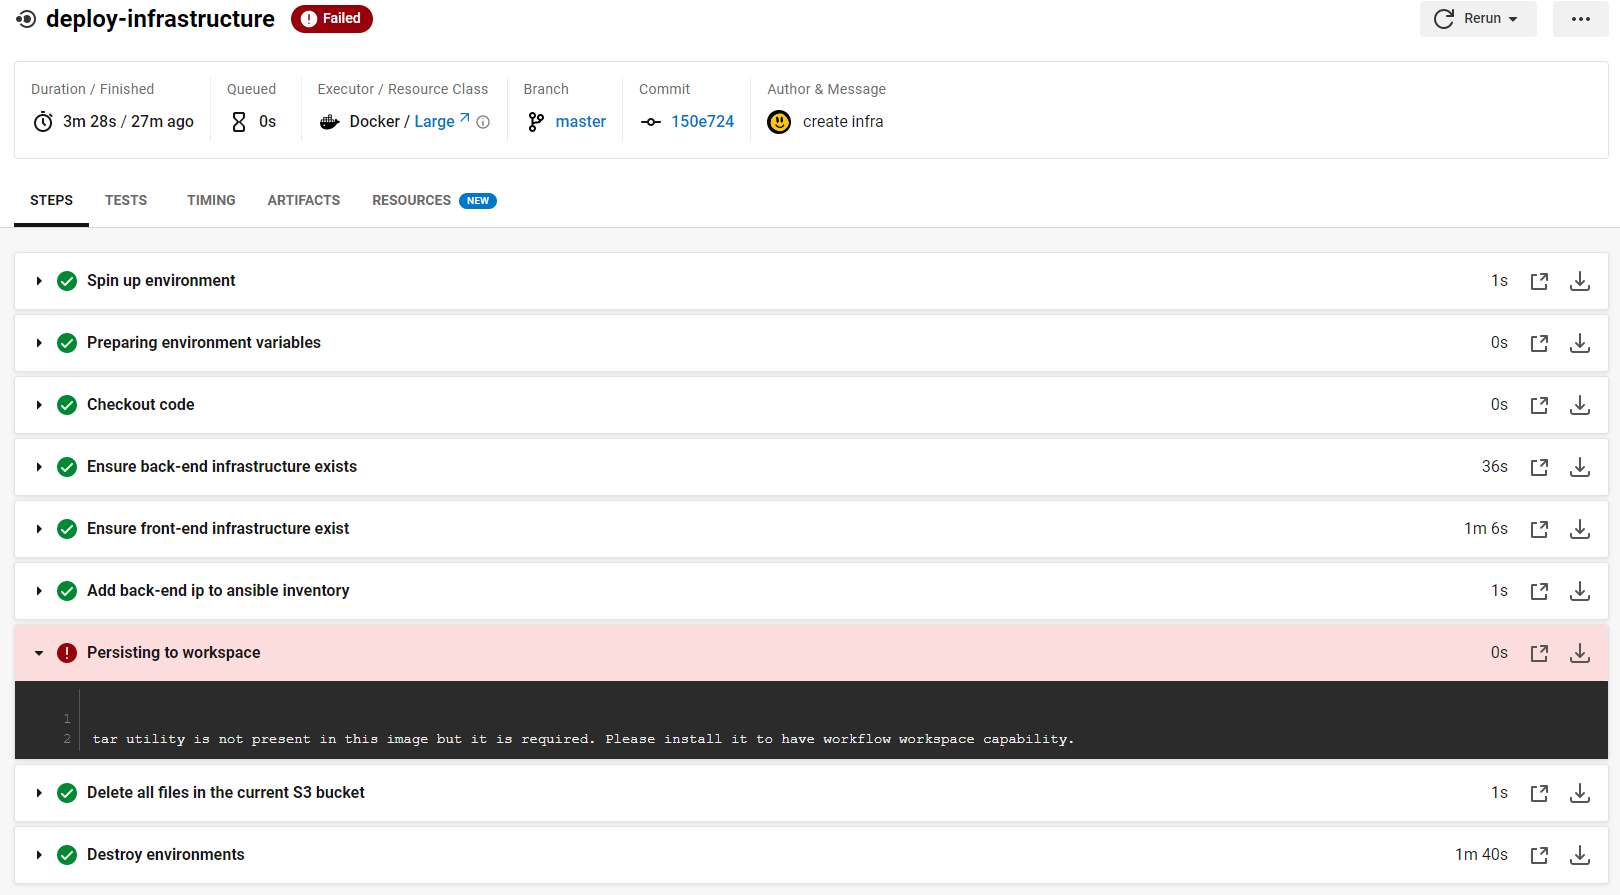 deploy-infrastructure Failed Rerun
Duration / Finished Queued Executor / Resource Class Branch Commit Author & Message
3m 28s / 27m ago 0s Docker / Large master 150e724 create infra
STEPS TESTS TIMING ARTIFACTS RESOURCES NEW
Spin up environment 1s
Preparing environment variables 0s
Checkout code 0s
Ensure back-end infrastructure exists 36s
Ensure front-end infrastructure exist 1m 6s
Add back-end ip to ansible inventory 1s
Persisting to workspace 0s
1
2 tar utility is not present in this image but it is required. Please install it to have workflow workspace capability.
Delete all files in the current S3 bucket 1s
Destroy environments 1m 40s